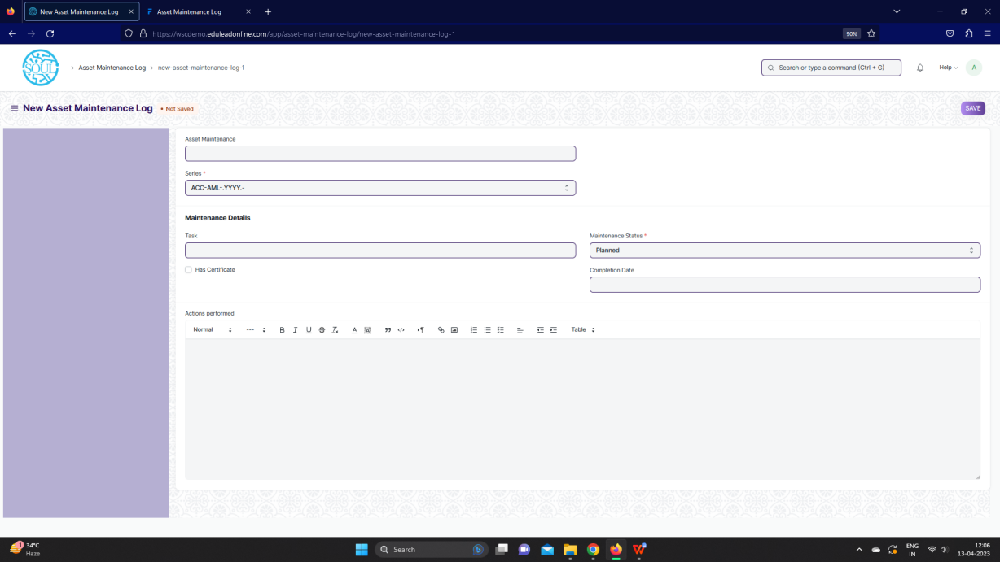 New Asset Maintenance Log
Asset Maintenance Log
https://wscdemo.eduleadonline.com/app/asset-maintenance-log/new-asset-maintenance-log-1
90%
SOUL
Asset Maintenance Log
new-asset-maintenance-log-1
Search or type a command (Ctrl + G)
Help
A
New Asset Maintenance Log
Not Saved
SAVE
Asset Maintenance
Series *
ACC-AML-.YYYY.-
Maintenance Details
Task
Maintenance Status *
Planned
Has Certificate
Completion Date
Actions performed
Normal
---
B I U S Tx A A
Table
1
34°C
Haze
Search
ENG
IN
12:06
13-04-2023